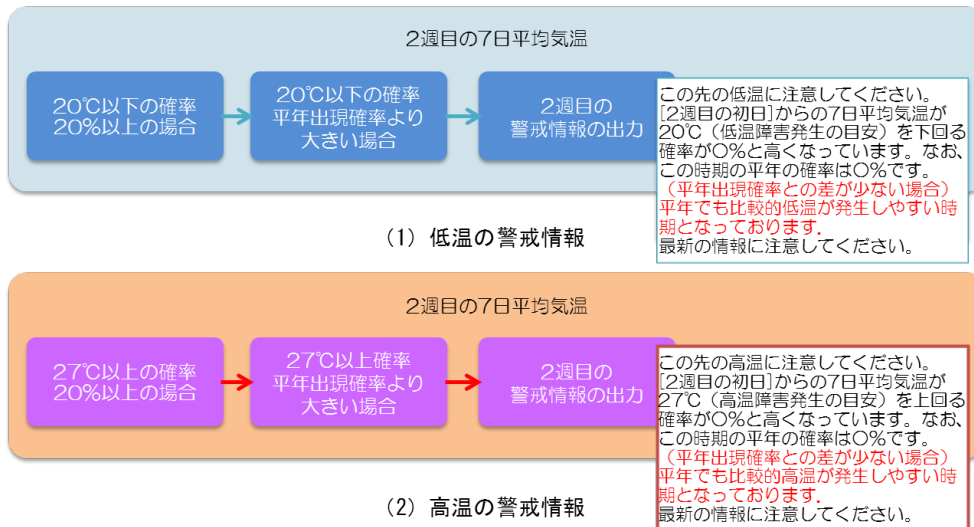 2週目の7日平均気温
20℃以下の確率
20%以上の場合
20℃以下の確率
平年出現確率より
大きい場合
2週目の
警戒情報の出力
この先の低温に注意してください。
[2週目の初日]からの7日平均気温が
20℃（低温障害発生の目安）を下回る
確率が〇%と高くなっています。なお、
この時期の平年の確率は〇%です。
（平年出現確率との差が少ない場合）
平年でも比較的低温が発生しやすい時
期となっております.
最新の情報に注意してください。
(1) 低温の警戒情報
2週目の7日平均気温
27℃以上の確率
20%以上の場合
27℃以上確率
平年出現確率より
大きい場合
2週目の
警戒情報の出力
この先の高温に注意してください。
[2週目の初日]からの7日平均気温が
27℃（高温障害発生の目安）を上回る
確率が〇%と高くなっています。なお、
この時期の平年の確率は〇%です。
（平年出現確率との差が少ない場合）
平年でも比較的高温が発生しやすい時
期となっております.
最新の情報に注意してください。
(2) 高温の警戒情報